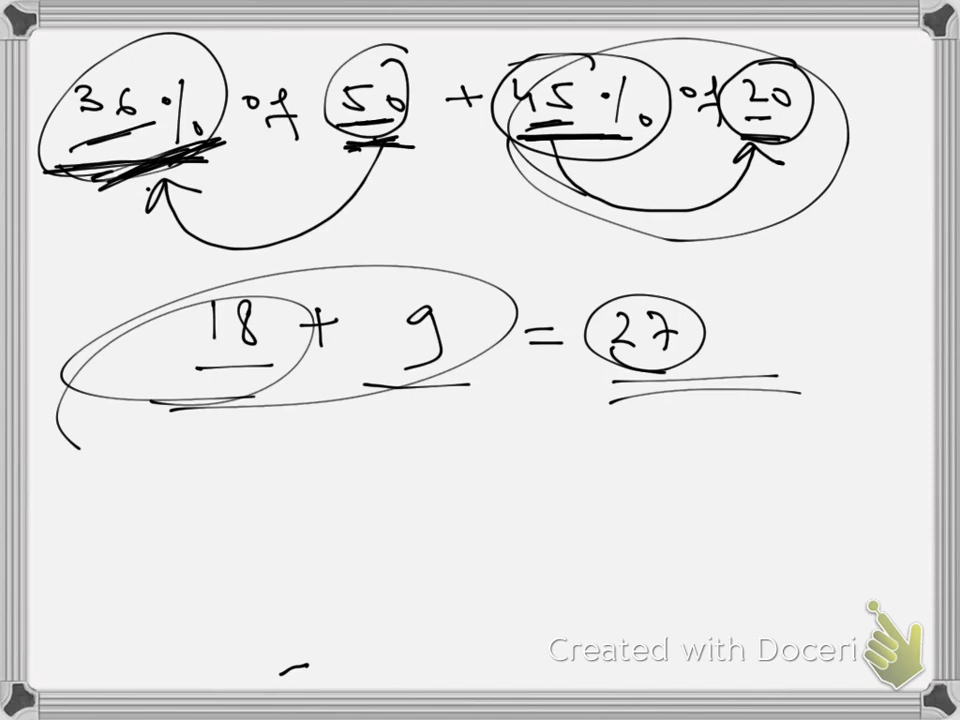 36% of 50 + 45% of 20
18 + 9 = 27
Created with Doceri